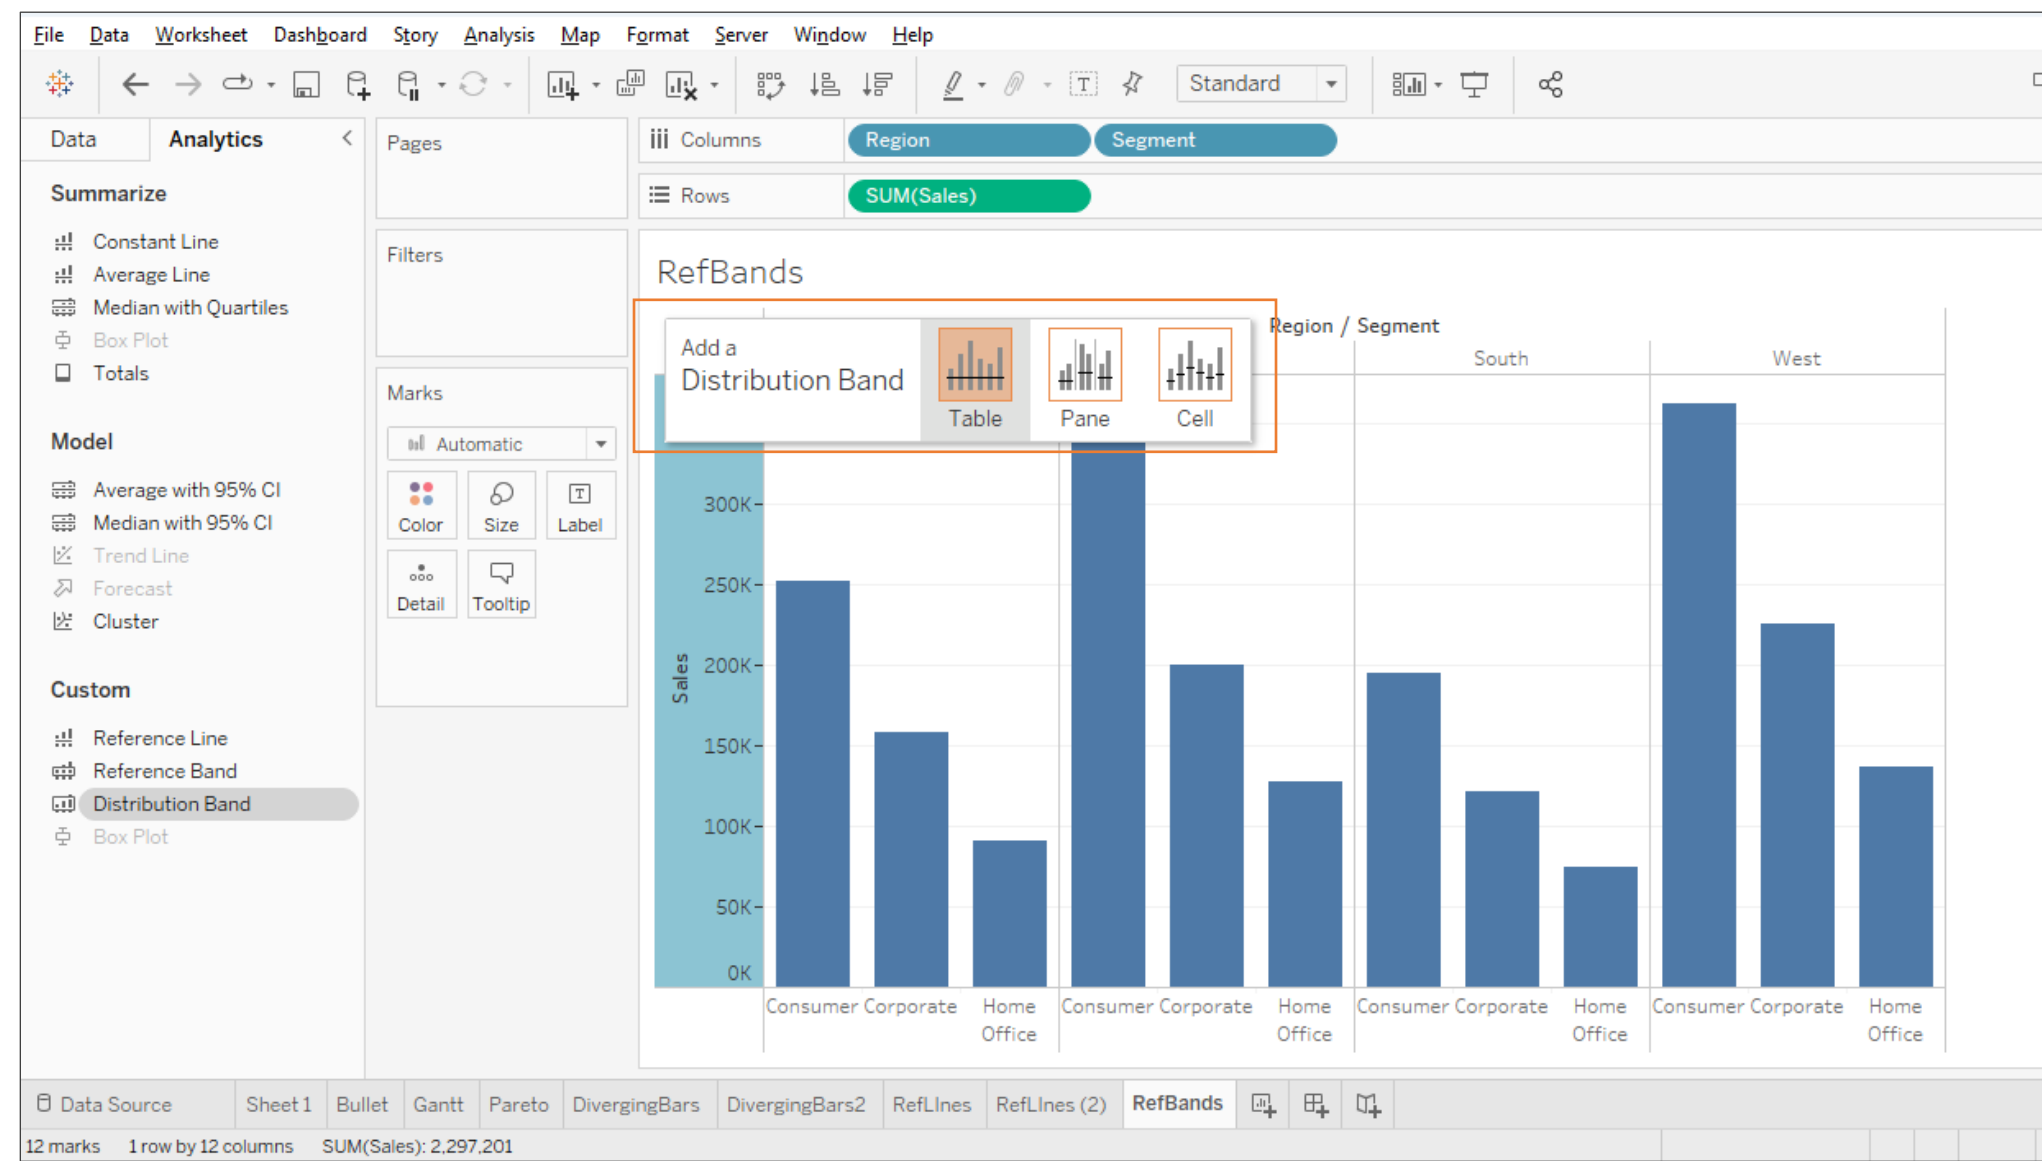 File Data Worksheet Dashboard Story Analysis Map Format Server Window Help
Standard
Data Analytics
Pages
Columns Region Segment
Rows SUM(Sales)
Summarize
Constant Line
Average Line
Median with Quartiles
Box Plot
Totals
Model
Average with 95% CI
Median with 95% CI
Trend Line
Forecast
Cluster
Custom
Reference Line
Reference Band
Distribution Band
Box Plot
Filters
Marks
Automatic
Color Size Label
Detail Tooltip
RefBands
Add a
Distribution Band
Table Pane Cell
Region / Segment
South West
Sales
300K
250K
200K
150K
100K
50K
0K
Consumer Corporate Home Office Consumer Corporate Home Office Consumer Corporate Home Office Consumer Corporate Home Office
Data Source Sheet 1 Bullet Gantt Pareto DivergingBars DivergingBars2 RefLInes RefLInes (2) RefBands
12 marks 1 row by 12 columns SUM(Sales): 2,297,201